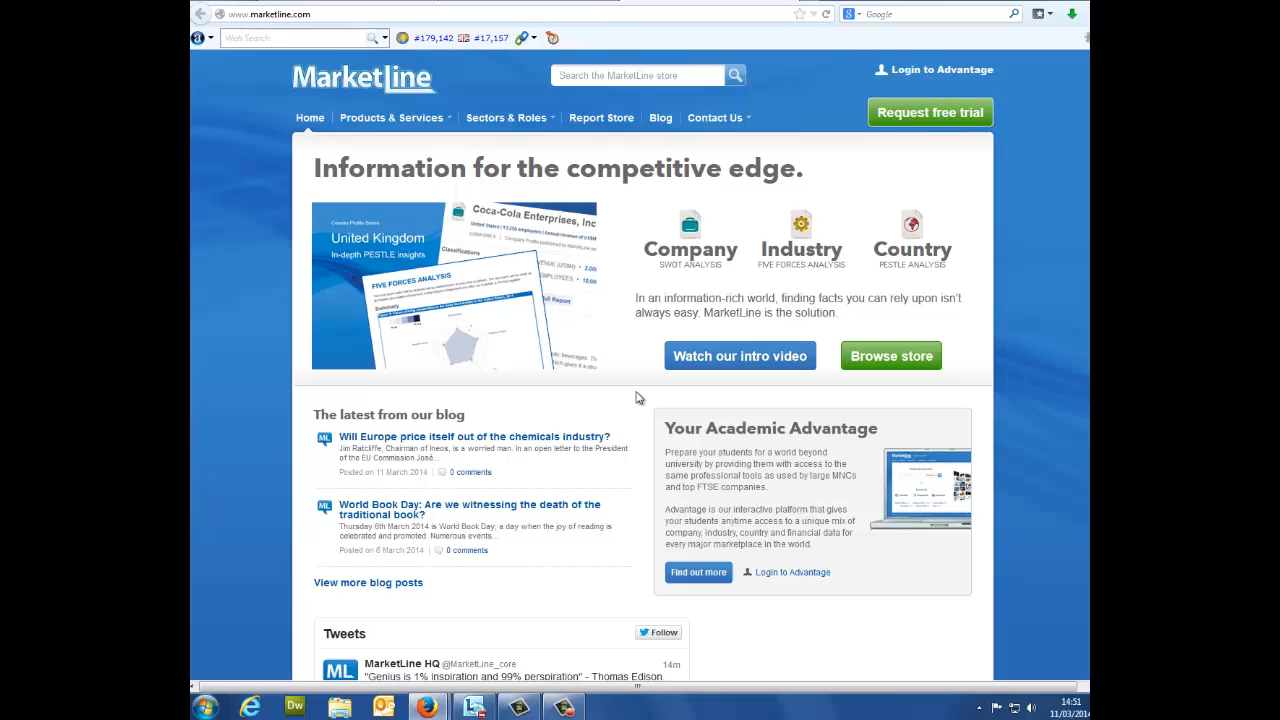 www.marketline.com
Google
Web Search
#179,142
#17,157
MarketLine
Search the MarketLine store
Login to Advantage
Home
Products & Services
Sectors & Roles
Report Store
Blog
Contact Us
Request free trial
Information for the competitive edge.
Country Profile Series
United Kingdom
In-depth PESTLE insights
Coca-Cola Enterprises, Inc
Classifications
FIVE FORCES ANALYSIS
Summary
Full Report
Company
SWOT ANALYSIS
Industry
FIVE FORCES ANALYSIS
Country
PESTLE ANALYSIS
In an information-rich world, finding facts you can rely upon isn't
always easy. MarketLine is the solution.
Watch our intro video
Browse store
The latest from our blog
ML
Will Europe price itself out of the chemicals industry?
Jim Ratcliffe, Chairman of Ineos, is a worried man. In an open letter to the President
of the EU Commission José...
Posted on 11 March 2014
0 comments
ML
World Book Day: Are we witnessing the death of the
traditional book?
Thursday 6th March 2014 is World Book Day; a day when the joy of reading is
celebrated and promoted. Numerous events...
Posted on 6 March 2014
0 comments
View more blog posts
Your Academic Advantage
Prepare your students for a world beyond
university by providing them with access to the
same professional tools as used by large MNCs
and top FTSE companies.
Advantage is our interactive platform that gives
your students anytime access to a unique mix of
company, industry, country and financial data for
every major marketplace in the world.
Find out more
Login to Advantage
Tweets
Follow
ML
MarketLine HQ @MarketLine_core
14m
"Genius is 1% inspiration and 99% perspiration" - Thomas Edison.
Dw
14:51
11/03/2014